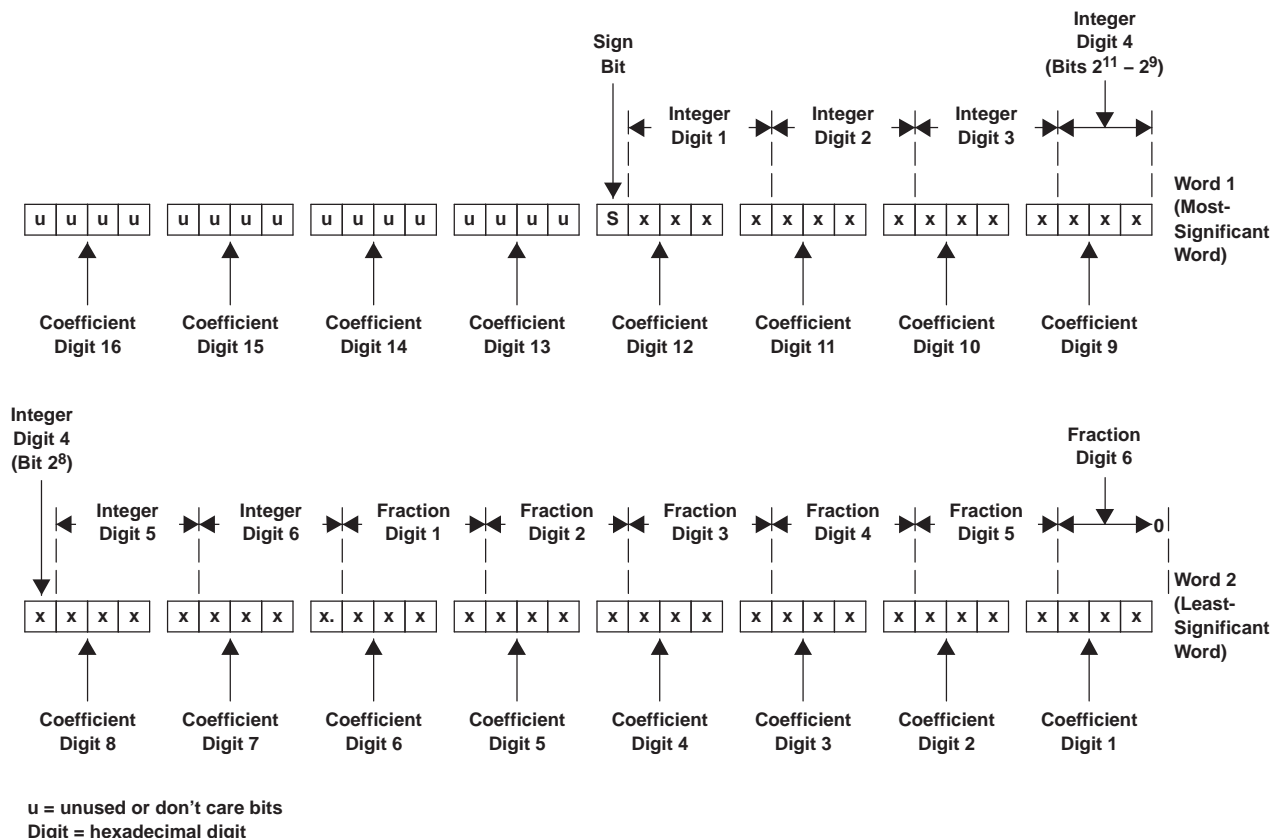 Sign
Bit
Integer
Digit 4
(Bits 2¹¹ – 2⁹)
Integer
Digit 1
Integer
Digit 2
Integer
Digit 3
u u u u u u u u u u u u u u u u S x x x x x x x x x x x x x x x
Word 1
(Most-
Significant
Word)
Coefficient
Digit 16
Coefficient
Digit 15
Coefficient
Digit 14
Coefficient
Digit 13
Coefficient
Digit 12
Coefficient
Digit 11
Coefficient
Digit 10
Coefficient
Digit 9
Integer
Digit 4
(Bit 2⁸)
Fraction
Digit 6
Integer
Digit 5
Integer
Digit 6
Fraction
Digit 1
Fraction
Digit 2
Fraction
Digit 3
Fraction
Digit 4
Fraction
Digit 5
0
x x x x x x x x x. x x x x x x x x x x x x x x x x x x x x x x x
Word 2
(Least-
Significant
Word)
Coefficient
Digit 8
Coefficient
Digit 7
Coefficient
Digit 6
Coefficient
Digit 5
Coefficient
Digit 4
Coefficient
Digit 3
Coefficient
Digit 2
Coefficient
Digit 1
u = unused or don't care bits
Digit = hexadecimal digit